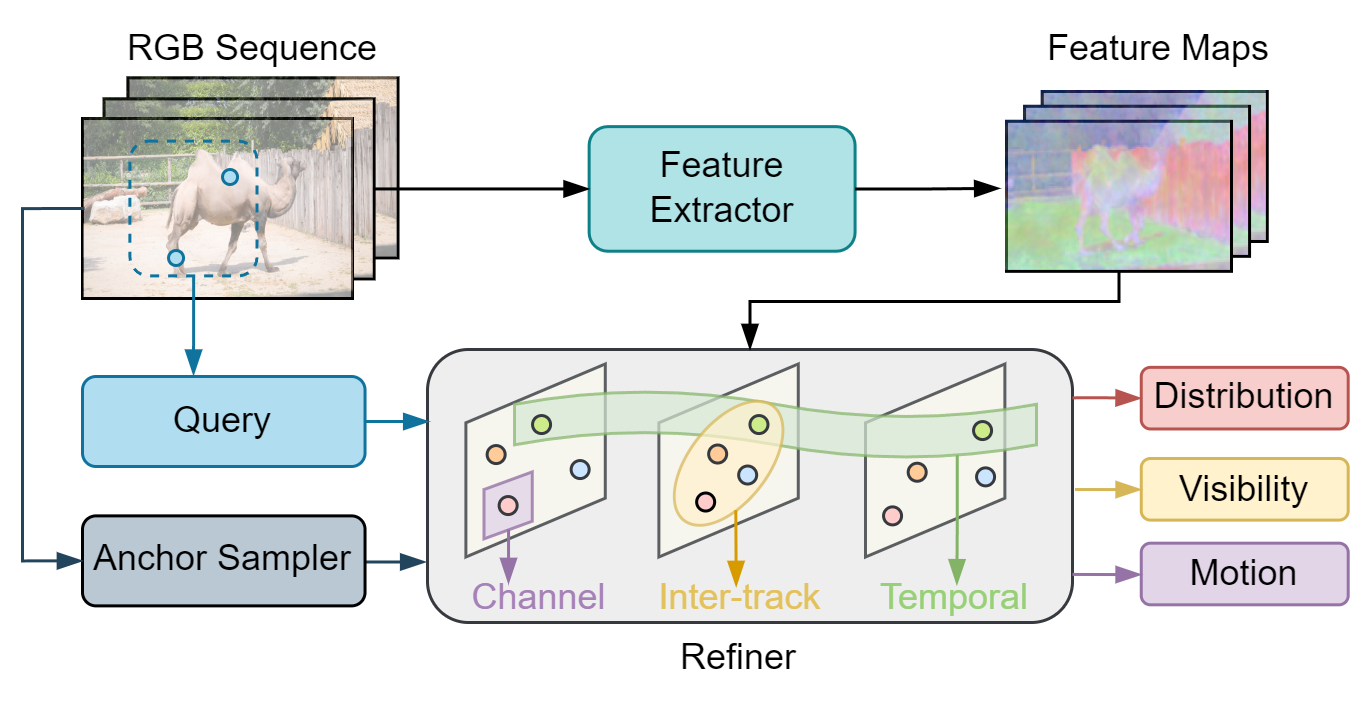 RGB Sequence
Feature Maps
Feature
Extractor
Query
Anchor Sampler
Channel
Inter-track
Temporal
Refiner
Distribution
Visibility
Motion